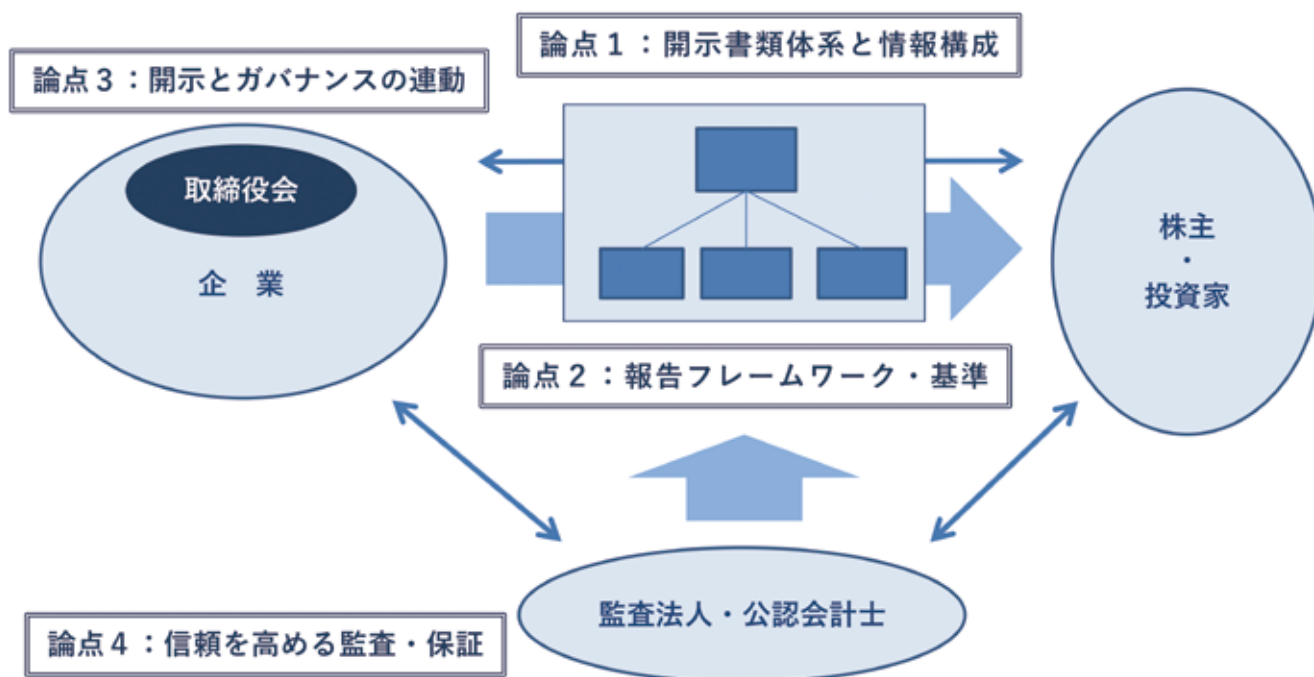 論点１：開示書類体系と情報構成
論点３：開示とガバナンスの連動
取締役会
企　業
株主
・
投資家
論点２：報告フレームワーク・基準
監査法人・公認会計士
論点４：信頼を高める監査・保証